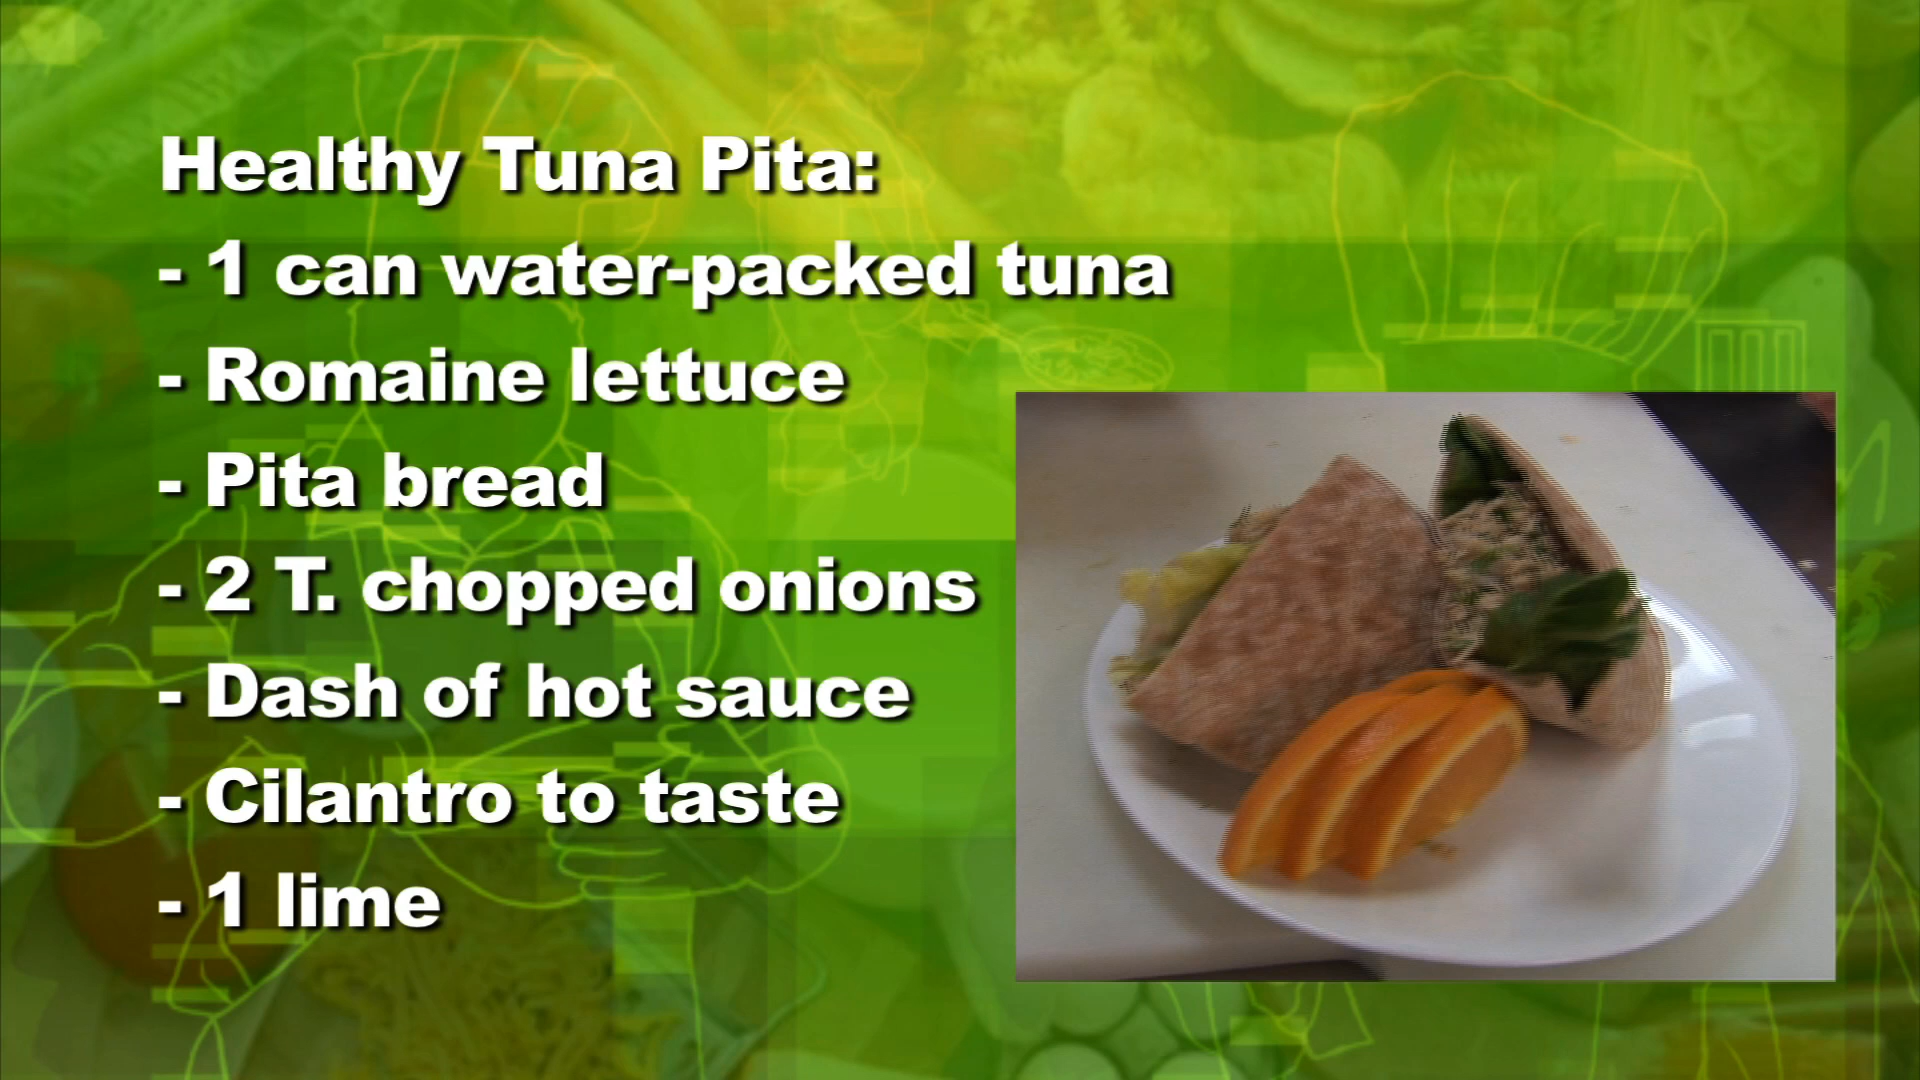 Healthy Tuna Pita:
- 1 can water-packed tuna
- Romaine lettuce
- Pita bread
- 2 T. chopped onions
- Dash of hot sauce
- Cilantro to taste
- 1 lime